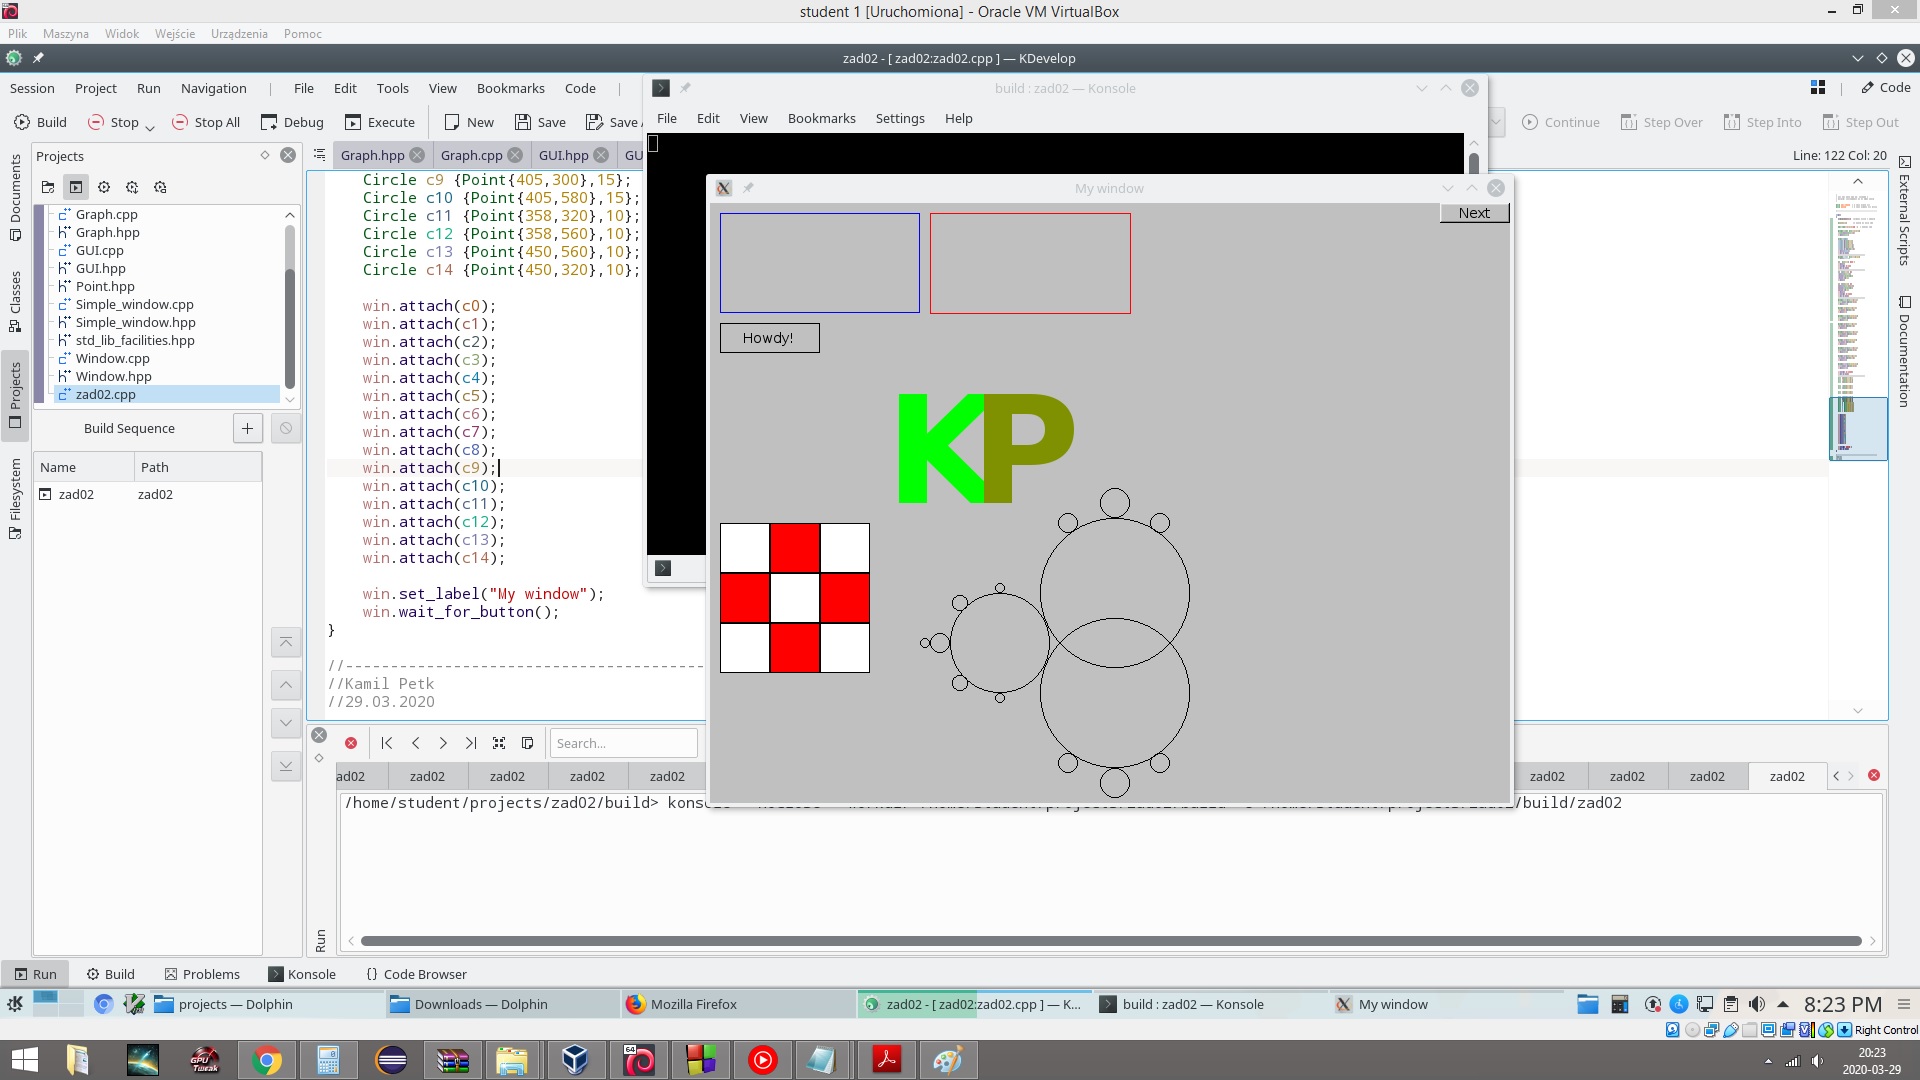 student 1 [Uruchomiona] - Oracle VM VirtualBox
Plik Maszyna Widok Wejście Urządzenia Pomoc
zad02 - [ zad02:zad02.cpp ] — KDevelop
Session Project Run Navigation File Edit Tools View Bookmarks Code
Code
Build Stop Stop All Debug Execute New Save Save
Continue Step Over Step Into Step Out
build : zad02 — Konsole
File Edit View Bookmarks Settings Help
Projects
Graph.hpp Graph.cpp GUI.hpp GU
Line: 122 Col: 20
Documents
Classes
Projects
Filesystem
External Scripts
Documentation
Graph.cpp
Graph.hpp
GUI.cpp
GUI.hpp
Point.hpp
Simple_window.cpp
Simple_window.hpp
std_lib_facilities.hpp
Window.cpp
Window.hpp
zad02.cpp
Build Sequence
Name Path
zad02 zad02
Circle c9 {Point{405,300},15};
Circle c10 {Point{405,580},15};
Circle c11 {Point{358,320},10};
Circle c12 {Point{358,560},10};
Circle c13 {Point{450,560},10};
Circle c14 {Point{450,320},10};
win.attach(c0);
win.attach(c1);
win.attach(c2);
win.attach(c3);
win.attach(c4);
win.attach(c5);
win.attach(c6);
win.attach(c7);
win.attach(c8);
win.attach(c9);
win.attach(c10);
win.attach(c11);
win.attach(c12);
win.attach(c13);
win.attach(c14);
win.set_label("My window");
win.wait_for_button();
}
//-----------------------------------------
//Kamil Petk
//29.03.2020
My window
Next
Howdy!
KP
Search...
ad02 zad02 zad02 zad02 zad02 zad02 zad02 zad02 zad02
/home/student/projects/zad02/build> /build/zad02
Run
Run Build Problems Konsole {} Code Browser
projects — Dolphin Downloads — Dolphin Mozilla Firefox zad02 - [ zad02:zad02.cpp ] — K... build : zad02 — Konsole My window 8:23 PM
Right Control
20:23
2020-03-29